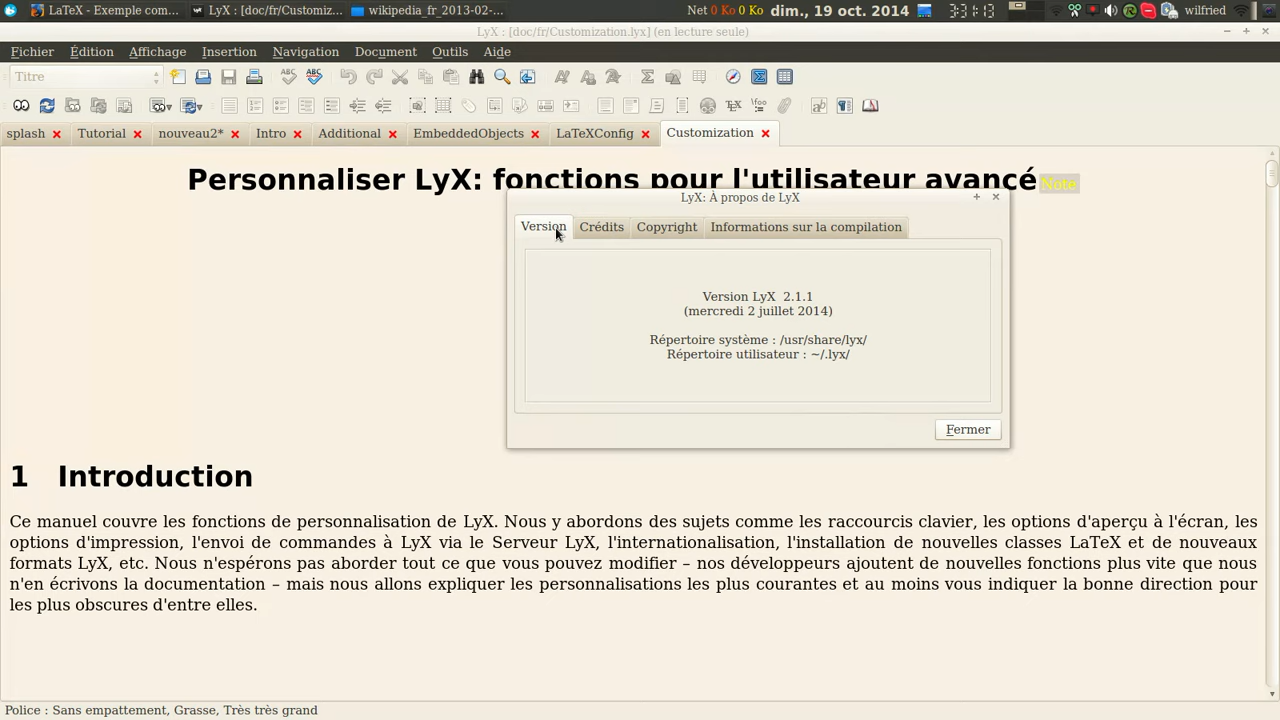 LaTeX - Exemple com... LyX : [doc/fr/Customiz... wikipedia_fr_2013-02-... Net 0 Ko 0 Ko dim., 19 oct. 2014 wilfried
LyX : [doc/fr/Customization.lyx] (en lecture seule)
Fichier Édition Affichage Insertion Navigation Document Outils Aide
Titre
splash Tutorial nouveau2* Intro Additional EmbeddedObjects LaTeXConfig Customization
Personnaliser LyX: fonctions pour l'utilisateur avancé Note
LyX: À propos de LyX
Version Crédits Copyright Informations sur la compilation
Version LyX 2.1.1
(mercredi 2 juillet 2014)
Répertoire système : /usr/share/lyx/
Répertoire utilisateur : ~/.lyx/
Fermer
1 Introduction
Ce manuel couvre les fonctions de personnalisation de LyX. Nous y abordons des sujets comme les raccourcis clavier, les options d'aperçu à l'écran, les
options d'impression, l'envoi de commandes à LyX via le Serveur LyX, l'internationalisation, l'installation de nouvelles classes LaTeX et de nouveaux
formats LyX, etc. Nous n'espérons pas aborder tout ce que vous pouvez modifier – nos développeurs ajoutent de nouvelles fonctions plus vite que nous
n'en écrivons la documentation – mais nous allons expliquer les personnalisations les plus courantes et au moins vous indiquer la bonne direction pour
les plus obscures d'entre elles.
Police : Sans empattement, Grasse, Très très grand